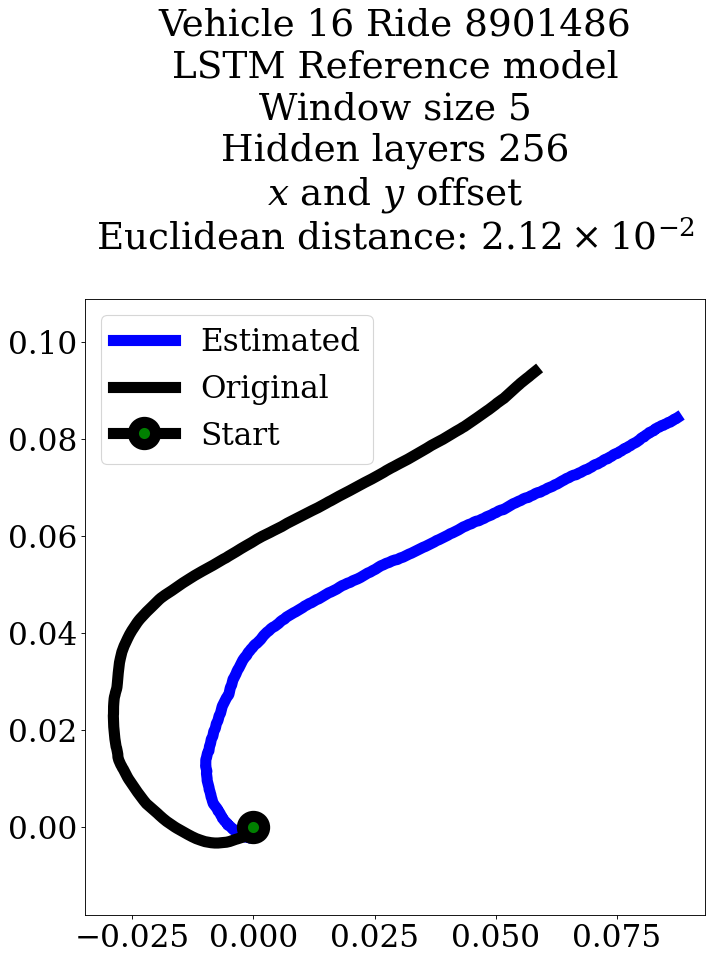 Vehicle 16 Ride 8901486
LSTM Reference model
Window size 5
Hidden layers 256
x and y offset
Euclidean distance: 2.12 × 10⁻²
Estimated
Original
Start
0.10
0.08
0.06
0.04
0.02
0.00
−0.025 0.000 0.025 0.050 0.075